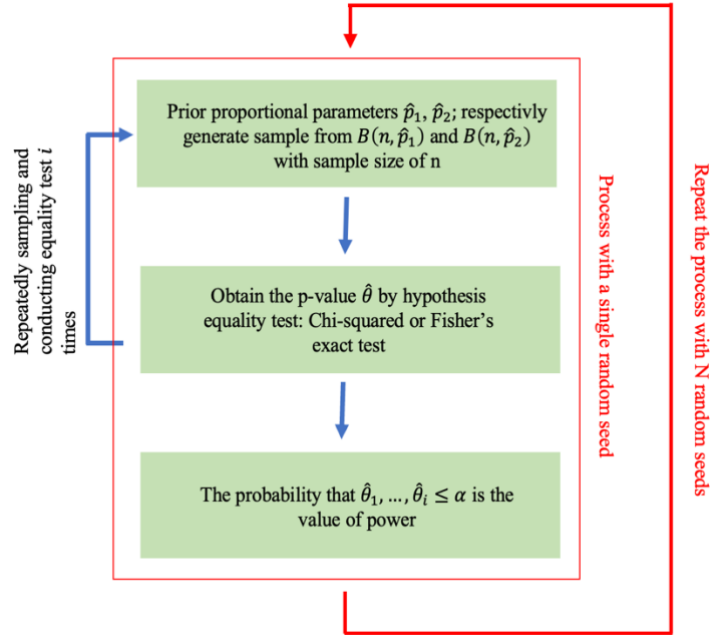 Prior proportional parameters p̂₁, p̂₂; respectivly
generate sample from B(n, p̂₁) and B(n, p̂₂)
with sample size of n
Repeatedly sampling and
conducting equality test i
times
Obtain the p-value θ̂ by hypothesis
equality test: Chi-squared or Fisher's
exact test
The probability that θ̂₁, ..., θ̂ᵢ ≤ α is the
value of power
Process with a single random seed
Repeat the process with N random seeds